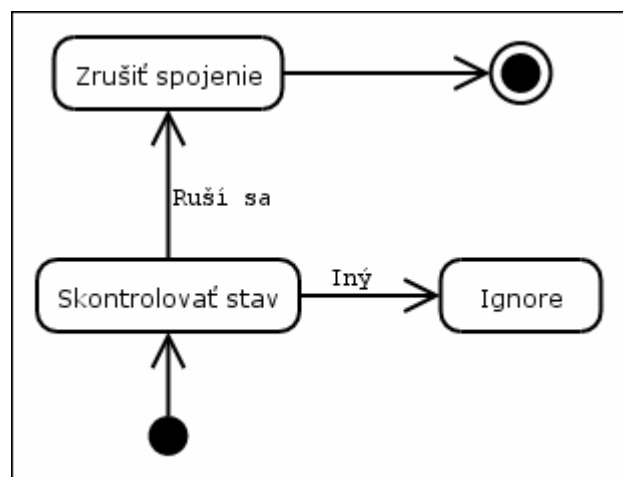 Zrušiť spojenie
Ruší sa
Skontrolovať stav
Iný
Ignore